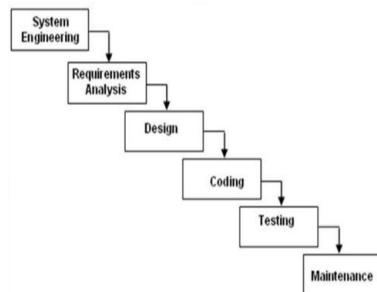 System
Engineering
Requirements
Analysis
Design
Coding
Testing
Maintenance